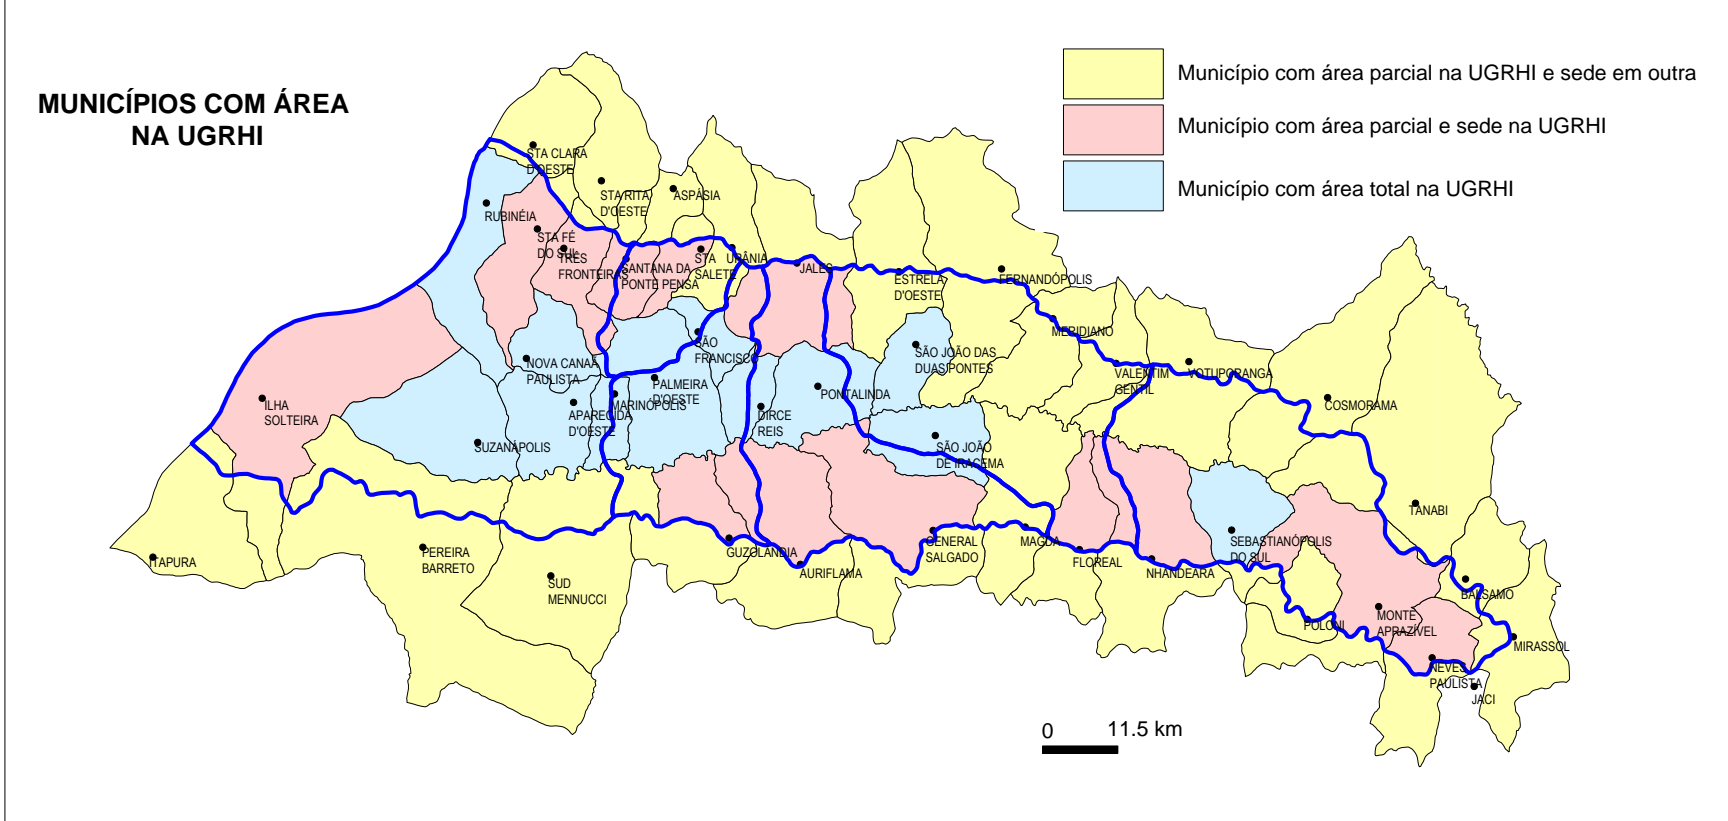 MUNICÍPIOS COM ÁREA
NA UGRHI
Município com área parcial na UGRHI e sede em outra
Município com área parcial e sede na UGRHI
Município com área total na UGRHI
STA CLARA
D'OESTE
STA RITA
D'OESTE
ASPÁSIA
RUBINÉIA
STA FÉ
DO SUL
TRÊS
FRONTEIRAS
SANTANA DA
PONTE PENSA
STA
SALETE
URÂNIA
JALES
ESTRELA
D'OESTE
FERNANDÓPOLIS
MERIDIANO
VALENTIM
GENTIL
VOTUPORANGA
COSMORAMA
NOVA CANAÃ
PAULISTA
SÃO
FRANCISCO
SÃO JOÃO DAS
DUAS PONTES
PALMEIRA
D'OESTE
PONTALINDA
MARINÓPOLIS
APARECIDA
D'OESTE
DIRCE
REIS
ILHA
SOLTEIRA
SUZANÁPOLIS
SÃO JOÃO
DE IRACEMA
TANABI
ITAPURA
PEREIRA
BARRETO
SUD
MENNUCCI
GUZOLÂNDIA
AURIFLAMA
GENERAL
SALGADO
MAGDA
FLOREAL
NHANDEARA
SEBASTIANÓPOLIS
DO SUL
BALSAMO
POLONI
MONTE
APRAZÍVEL
MIRASSOL
NEVES
PAULISTA
JACI
0 11.5 km